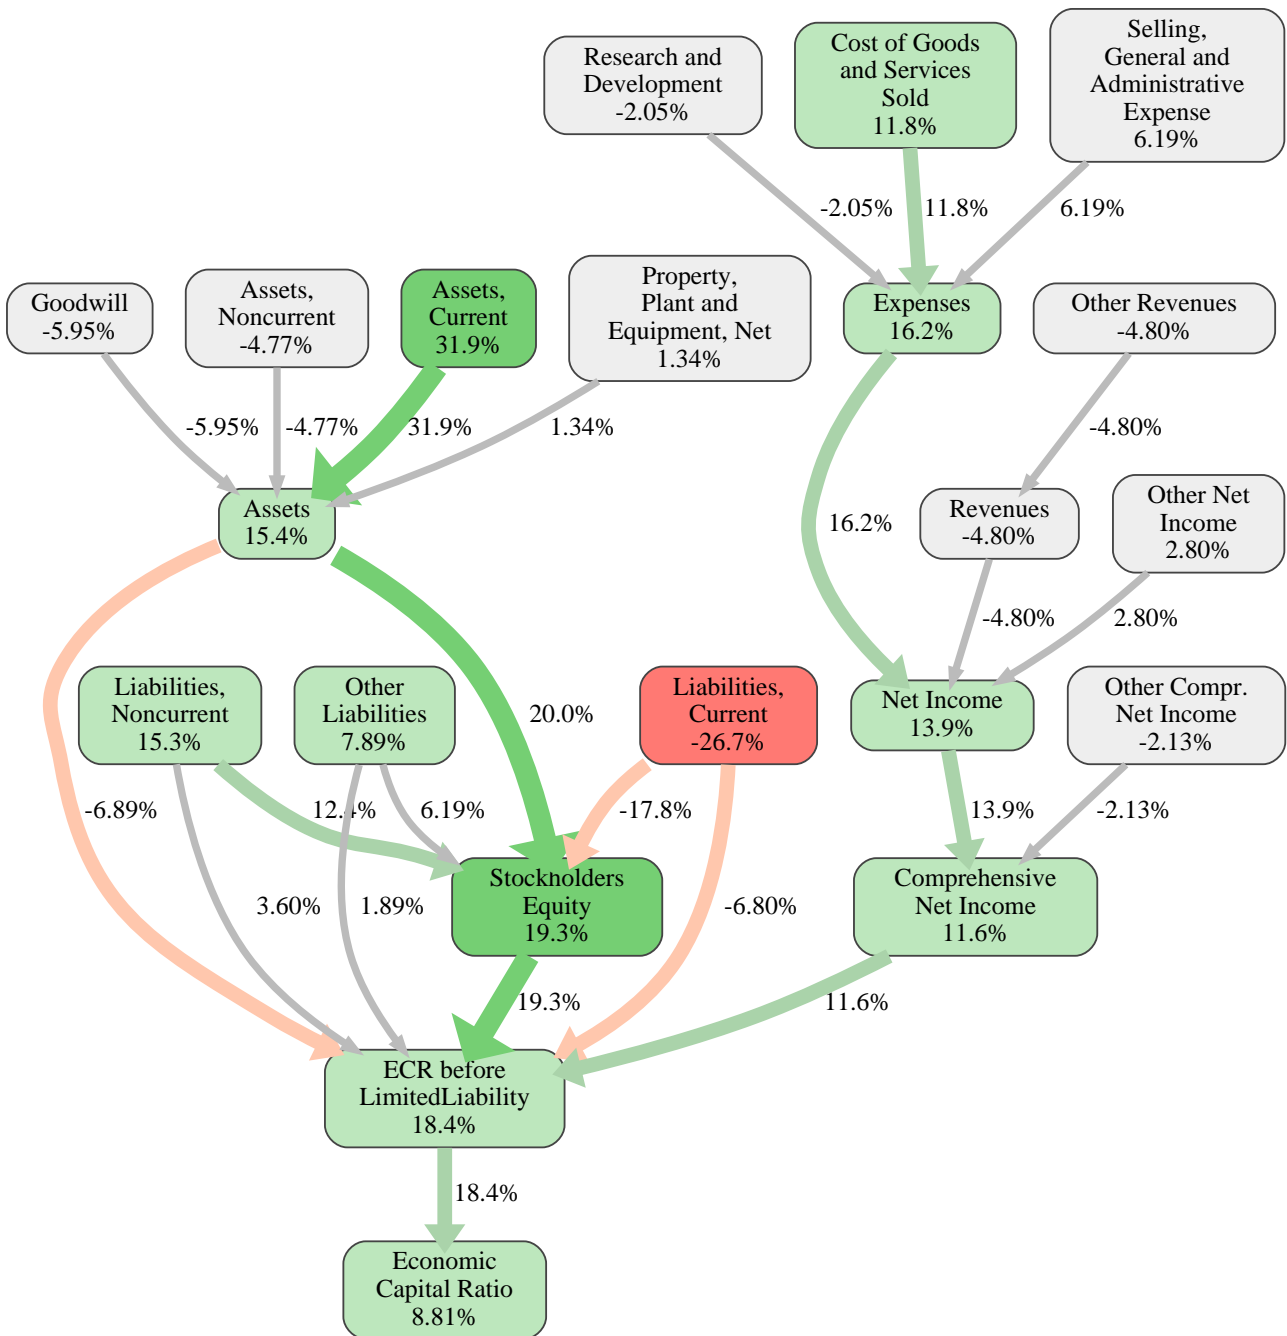 Research and
Development
-2.05%
Cost of Goods
and Services
Sold
11.8%
Selling,
General and
Administrative
Expense
6.19%
-2.05%
11.8%
6.19%
Goodwill
-5.95%
Assets,
Noncurrent
-4.77%
Assets,
Current
31.9%
Property,
Plant and
Equipment, Net
1.34%
Expenses
16.2%
Other Revenues
-4.80%
-5.95%
-4.77%
31.9%
1.34%
-4.80%
Assets
15.4%
16.2%
Revenues
-4.80%
Other Net
Income
2.80%
-4.80%
2.80%
Liabilities,
Noncurrent
15.3%
Other
Liabilities
7.89%
20.0%
Liabilities,
Current
-26.7%
Net Income
13.9%
Other Compr.
Net Income
-2.13%
-6.89%
12.4%
6.19%
-17.8%
13.9%
-2.13%
3.60%
1.89%
Stockholders
Equity
19.3%
-6.80%
Comprehensive
Net Income
11.6%
19.3%
11.6%
ECR before
LimitedLiability
18.4%
18.4%
Economic
Capital Ratio
8.81%